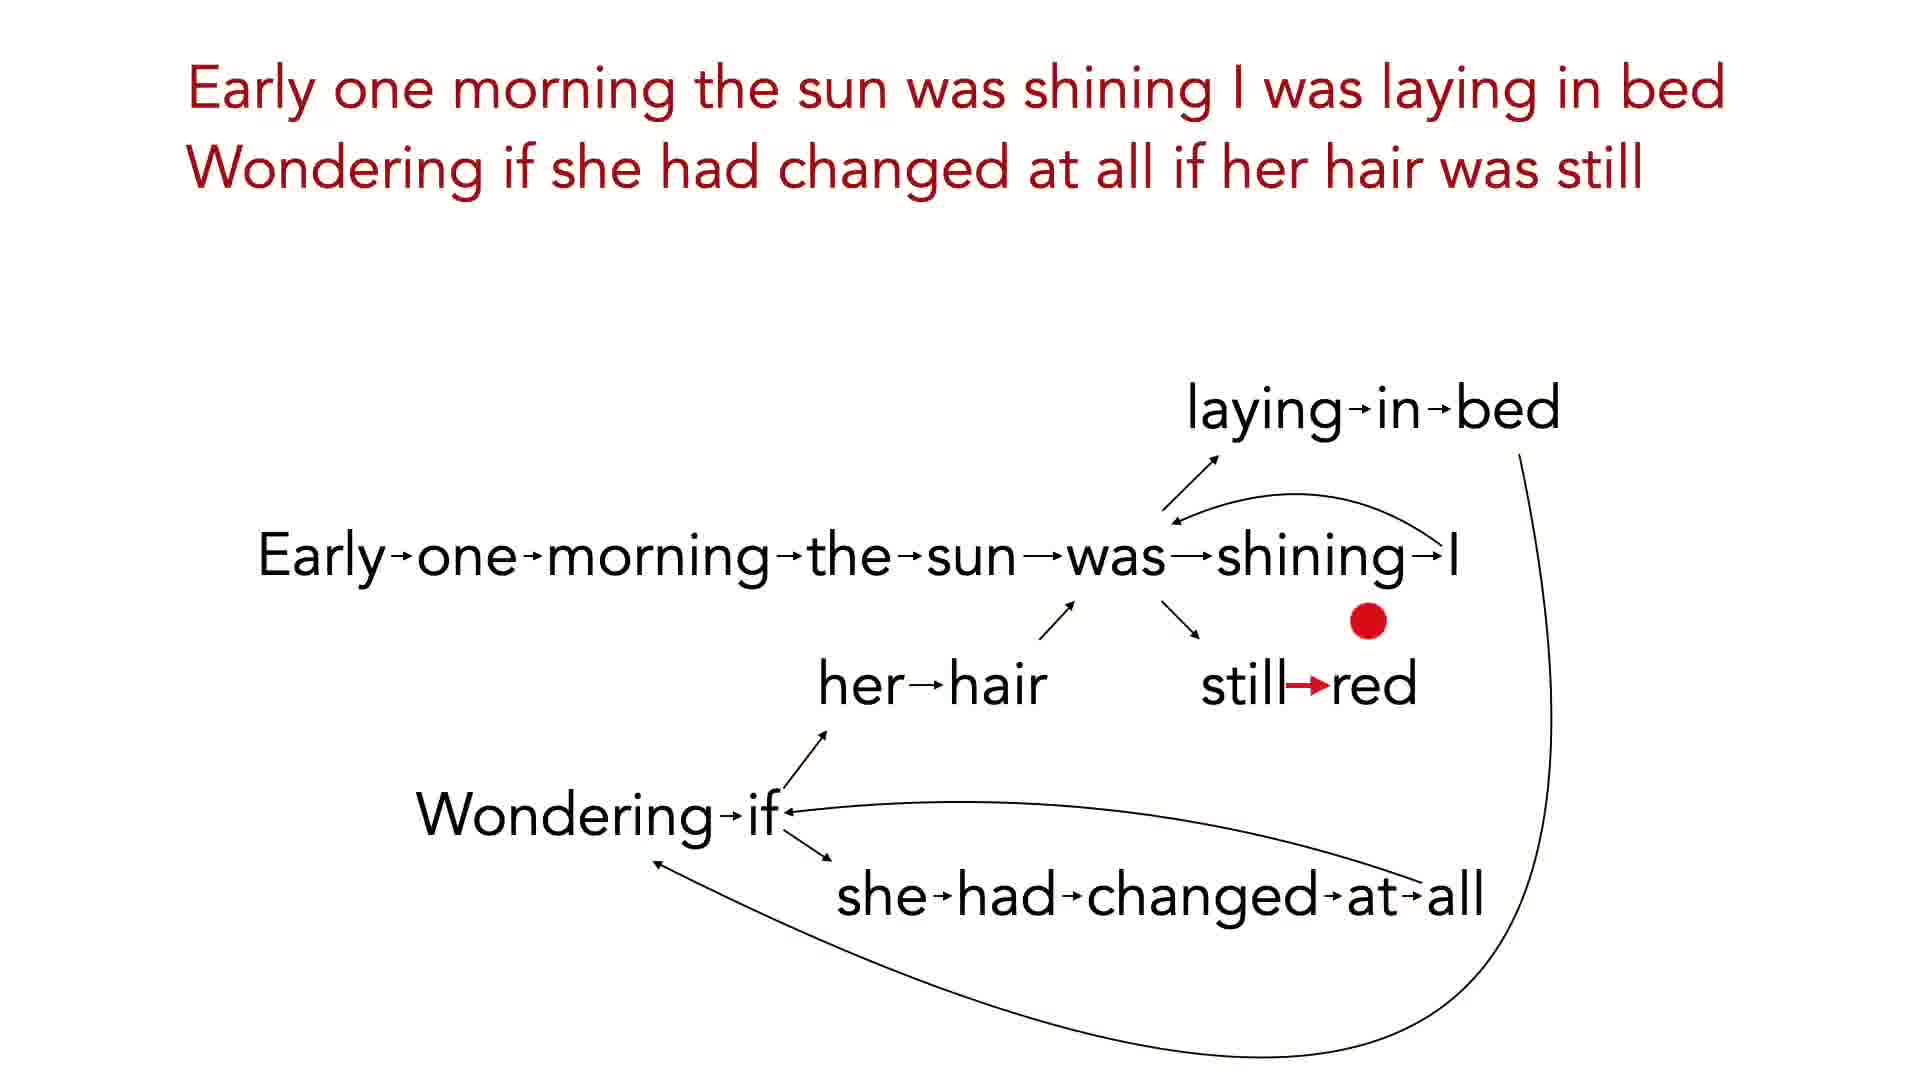 Early one morning the sun was shining I was laying in bed
Wondering if she had changed at all if her hair was still
laying in bed
Early one morning the sun was shining I
her hair still red
Wondering if
she had changed at all